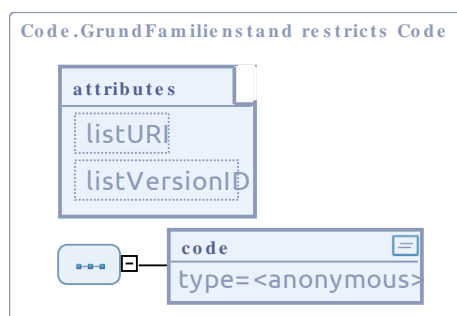 Code.GrundFamilienstand restricts Code
attributes
listURI
listVersionID
code
type=<anonymous>